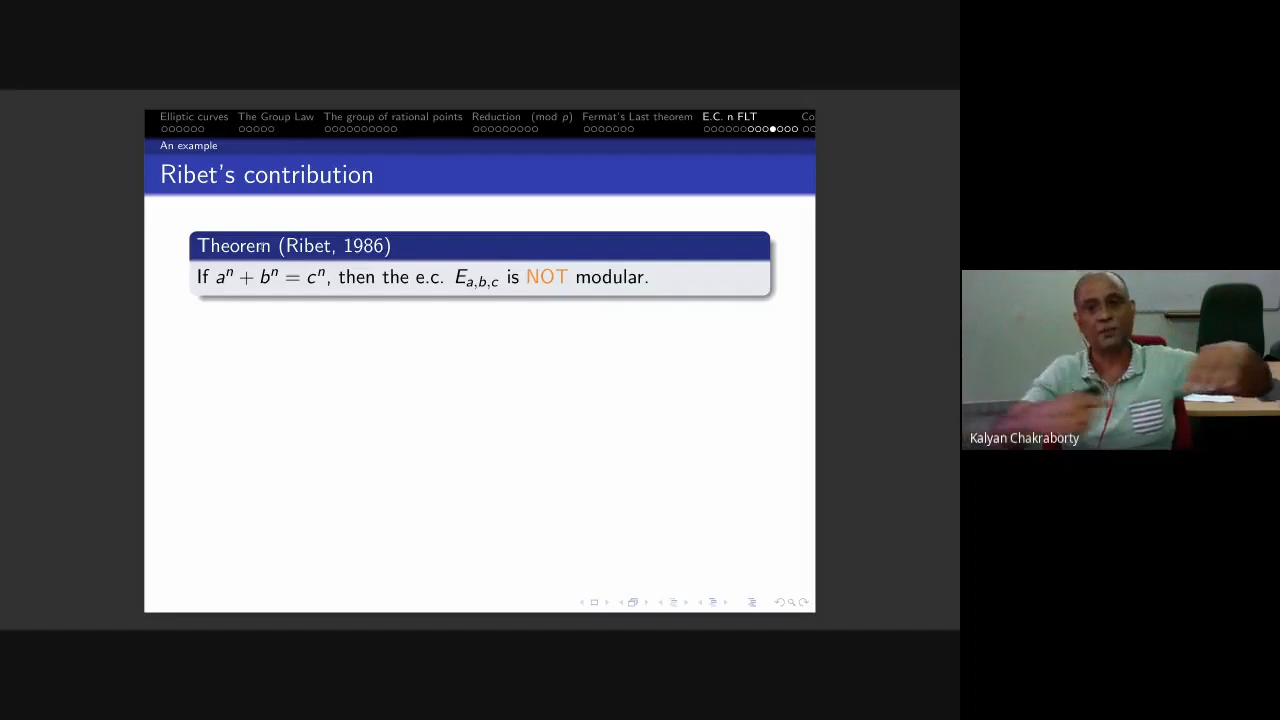 Elliptic curves The Group Law The group of rational points Reduction (mod p) Fermat's Last theorem E.C. n FLT Co
An example
Ribet's contribution
Theorem (Ribet, 1986)
If aⁿ + bⁿ = cⁿ, then the e.c. E_{a,b,c} is NOT modular.
Kalyan Chakraborty